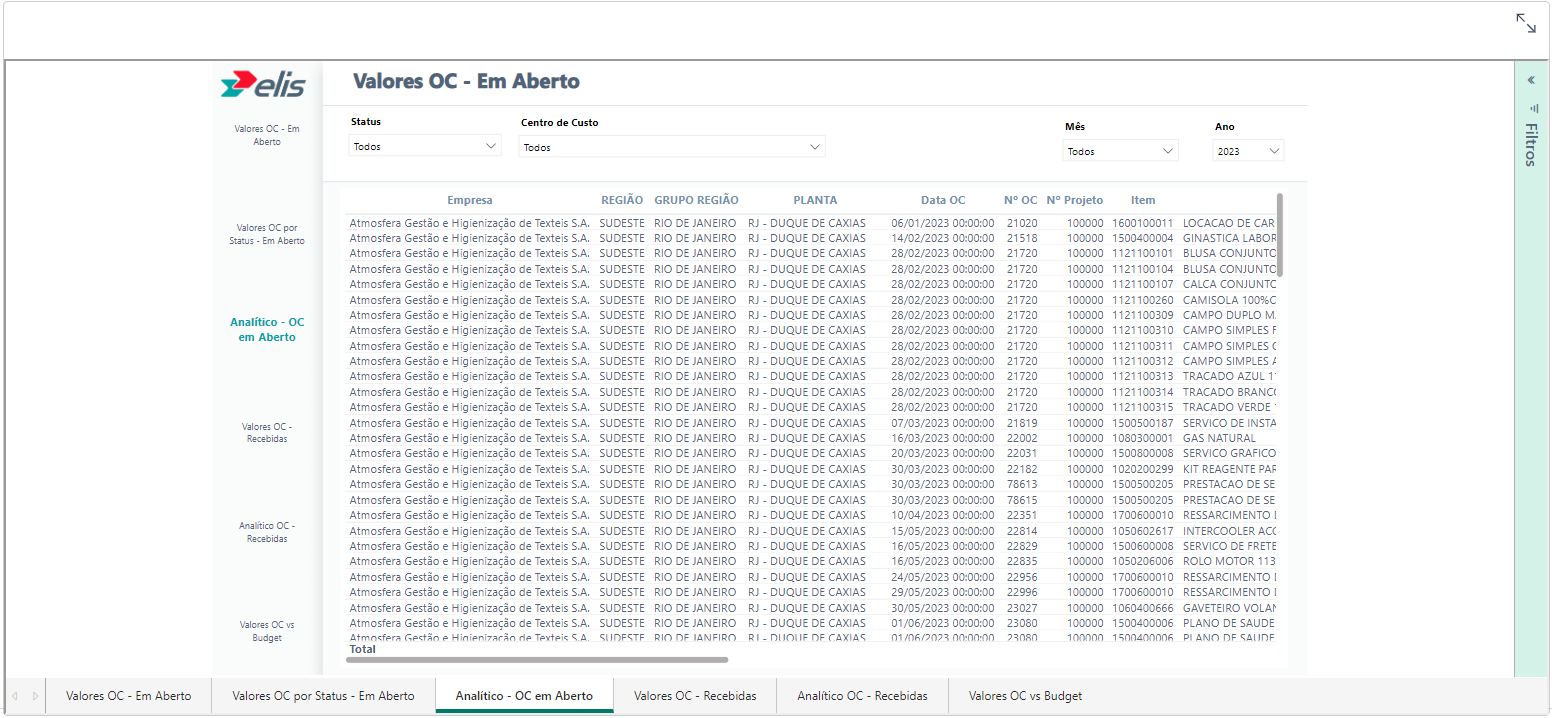 elis
Valores OC - Em Aberto
Filtros
Valores OC - Em
Aberto
Valores OC por
Status - Em Aberto
Analítico - OC
em Aberto
Valores OC -
Recebidas
Analítico OC -
Recebidas
Valores OC vs
Budget
Status
Todos
Centro de Custo
Todos
Mês
Todos
Ano
2023
Empresa REGIÃO GRUPO REGIÃO PLANTA Data OC Nº OC Nº Projeto Item
Atmosfera Gestão e Higienização de Texteis S.A. SUDESTE RIO DE JANEIRO RJ - DUQUE DE CAXIAS 06/01/2023 00:00:00 21020 100000 1600100011 LOCACAO DE CAR
Atmosfera Gestão e Higienização de Texteis S.A. SUDESTE RIO DE JANEIRO RJ - DUQUE DE CAXIAS 14/02/2023 00:00:00 21518 100000 1500400004 GINASTICA LABOR
Atmosfera Gestão e Higienização de Texteis S.A. SUDESTE RIO DE JANEIRO RJ - DUQUE DE CAXIAS 28/02/2023 00:00:00 21720 100000 1121100101 BLUSA CONJUNTO
Atmosfera Gestão e Higienização de Texteis S.A. SUDESTE RIO DE JANEIRO RJ - DUQUE DE CAXIAS 28/02/2023 00:00:00 21720 100000 1121100104 BLUSA CONJUNTO
Atmosfera Gestão e Higienização de Texteis S.A. SUDESTE RIO DE JANEIRO RJ - DUQUE DE CAXIAS 28/02/2023 00:00:00 21720 100000 1121100107 CALCA CONJUNTO
Atmosfera Gestão e Higienização de Texteis S.A. SUDESTE RIO DE JANEIRO RJ - DUQUE DE CAXIAS 28/02/2023 00:00:00 21720 100000 1121100260 CAMISOLA 100%C
Atmosfera Gestão e Higienização de Texteis S.A. SUDESTE RIO DE JANEIRO RJ - DUQUE DE CAXIAS 28/02/2023 00:00:00 21720 100000 1121100309 CAMPO DUPLO M
Atmosfera Gestão e Higienização de Texteis S.A. SUDESTE RIO DE JANEIRO RJ - DUQUE DE CAXIAS 28/02/2023 00:00:00 21720 100000 1121100310 CAMPO SIMPLES F
Atmosfera Gestão e Higienização de Texteis S.A. SUDESTE RIO DE JANEIRO RJ - DUQUE DE CAXIAS 28/02/2023 00:00:00 21720 100000 1121100311 CAMPO SIMPLES
Atmosfera Gestão e Higienização de Texteis S.A. SUDESTE RIO DE JANEIRO RJ - DUQUE DE CAXIAS 28/02/2023 00:00:00 21720 100000 1121100312 CAMPO SIMPLES A
Atmosfera Gestão e Higienização de Texteis S.A. SUDESTE RIO DE JANEIRO RJ - DUQUE DE CAXIAS 28/02/2023 00:00:00 21720 100000 1121100313 TRACADO AZUL 1
Atmosfera Gestão e Higienização de Texteis S.A. SUDESTE RIO DE JANEIRO RJ - DUQUE DE CAXIAS 28/02/2023 00:00:00 21720 100000 1121100314 TRACADO BRANC
Atmosfera Gestão e Higienização de Texteis S.A. SUDESTE RIO DE JANEIRO RJ - DUQUE DE CAXIAS 28/02/2023 00:00:00 21720 100000 1121100315 TRACADO VERDE
Atmosfera Gestão e Higienização de Texteis S.A. SUDESTE RIO DE JANEIRO RJ - DUQUE DE CAXIAS 07/03/2023 00:00:00 21819 100000 1500500187 SERVICO DE INSTA
Atmosfera Gestão e Higienização de Texteis S.A. SUDESTE RIO DE JANEIRO RJ - DUQUE DE CAXIAS 16/03/2023 00:00:00 22002 100000 1080300001 GAS NATURAL
Atmosfera Gestão e Higienização de Texteis S.A. SUDESTE RIO DE JANEIRO RJ - DUQUE DE CAXIAS 20/03/2023 00:00:00 22031 100000 1500800008 SERVICO GRAFICO
Atmosfera Gestão e Higienização de Texteis S.A. SUDESTE RIO DE JANEIRO RJ - DUQUE DE CAXIAS 30/03/2023 00:00:00 22182 100000 1020200299 KIT REAGENTE PAR
Atmosfera Gestão e Higienização de Texteis S.A. SUDESTE RIO DE JANEIRO RJ - DUQUE DE CAXIAS 30/03/2023 00:00:00 78613 100000 1500500205 PRESTACAO DE SE
Atmosfera Gestão e Higienização de Texteis S.A. SUDESTE RIO DE JANEIRO RJ - DUQUE DE CAXIAS 30/03/2023 00:00:00 78615 100000 1500500205 PRESTACAO DE SE
Atmosfera Gestão e Higienização de Texteis S.A. SUDESTE RIO DE JANEIRO RJ - DUQUE DE CAXIAS 10/04/2023 00:00:00 22351 100000 1700600010 RESSARCIMENTO
Atmosfera Gestão e Higienização de Texteis S.A. SUDESTE RIO DE JANEIRO RJ - DUQUE DE CAXIAS 15/05/2023 00:00:00 22814 100000 1050602617 INTERCOOLER ACC
Atmosfera Gestão e Higienização de Texteis S.A. SUDESTE RIO DE JANEIRO RJ - DUQUE DE CAXIAS 16/05/2023 00:00:00 22829 100000 1500600008 SERVICO DE FRETE
Atmosfera Gestão e Higienização de Texteis S.A. SUDESTE RIO DE JANEIRO RJ - DUQUE DE CAXIAS 16/05/2023 00:00:00 22835 100000 1050206006 ROLO MOTOR 113
Atmosfera Gestão e Higienização de Texteis S.A. SUDESTE RIO DE JANEIRO RJ - DUQUE DE CAXIAS 24/05/2023 00:00:00 22956 100000 1700600010 RESSARCIMENTO
Atmosfera Gestão e Higienização de Texteis S.A. SUDESTE RIO DE JANEIRO RJ - DUQUE DE CAXIAS 29/05/2023 00:00:00 22996 100000 1700600010 RESSARCIMENTO
Atmosfera Gestão e Higienização de Texteis S.A. SUDESTE RIO DE JANEIRO RJ - DUQUE DE CAXIAS 30/05/2023 00:00:00 23027 100000 1060400666 GAVETEIRO VOLAN
Atmosfera Gestão e Higienização de Texteis S.A. SUDESTE RIO DE JANEIRO RJ - DUQUE DE CAXIAS 01/06/2023 00:00:00 23080 100000 1500400006 PLANO DE SAUDE
Atmosfera Gestão e Higienização de Texteis S.A. SUDESTE RIO DE JANEIRO RJ - DUQUE DE CAXIAS 01/06/2023 00:00:00 23080 100000 1500400006 PLANO DE SAUDE
Total
Valores OC - Em Aberto
Valores OC por Status - Em Aberto
Analítico - OC em Aberto
Valores OC - Recebidas
Analítico OC - Recebidas
Valores OC vs Budget